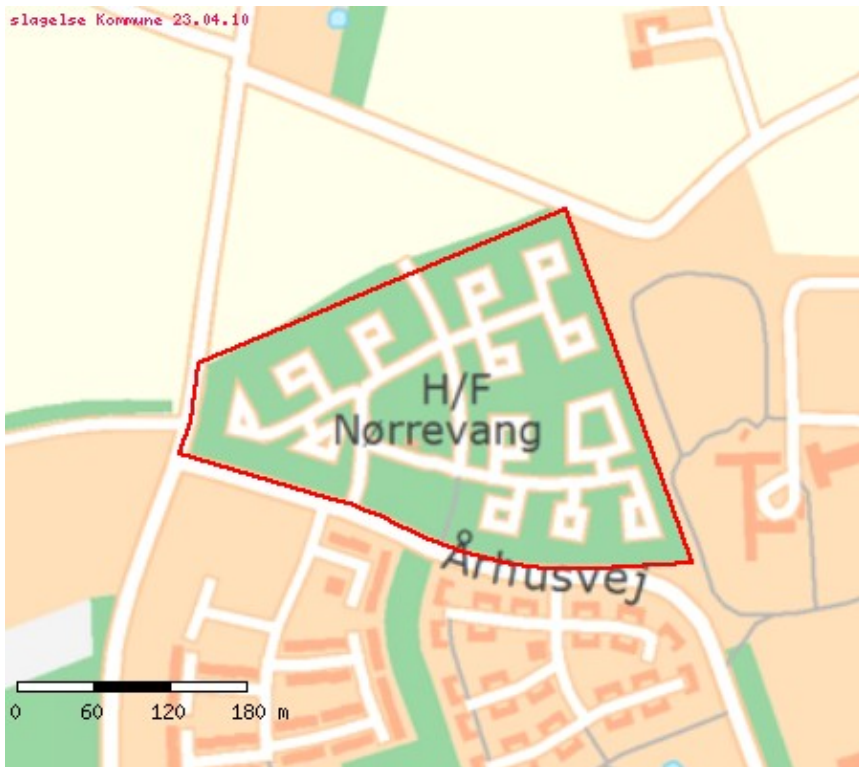 slagelse Kommune 23.04.10
H/F
Nørrevang
Århusvej
0 60 120 180 m